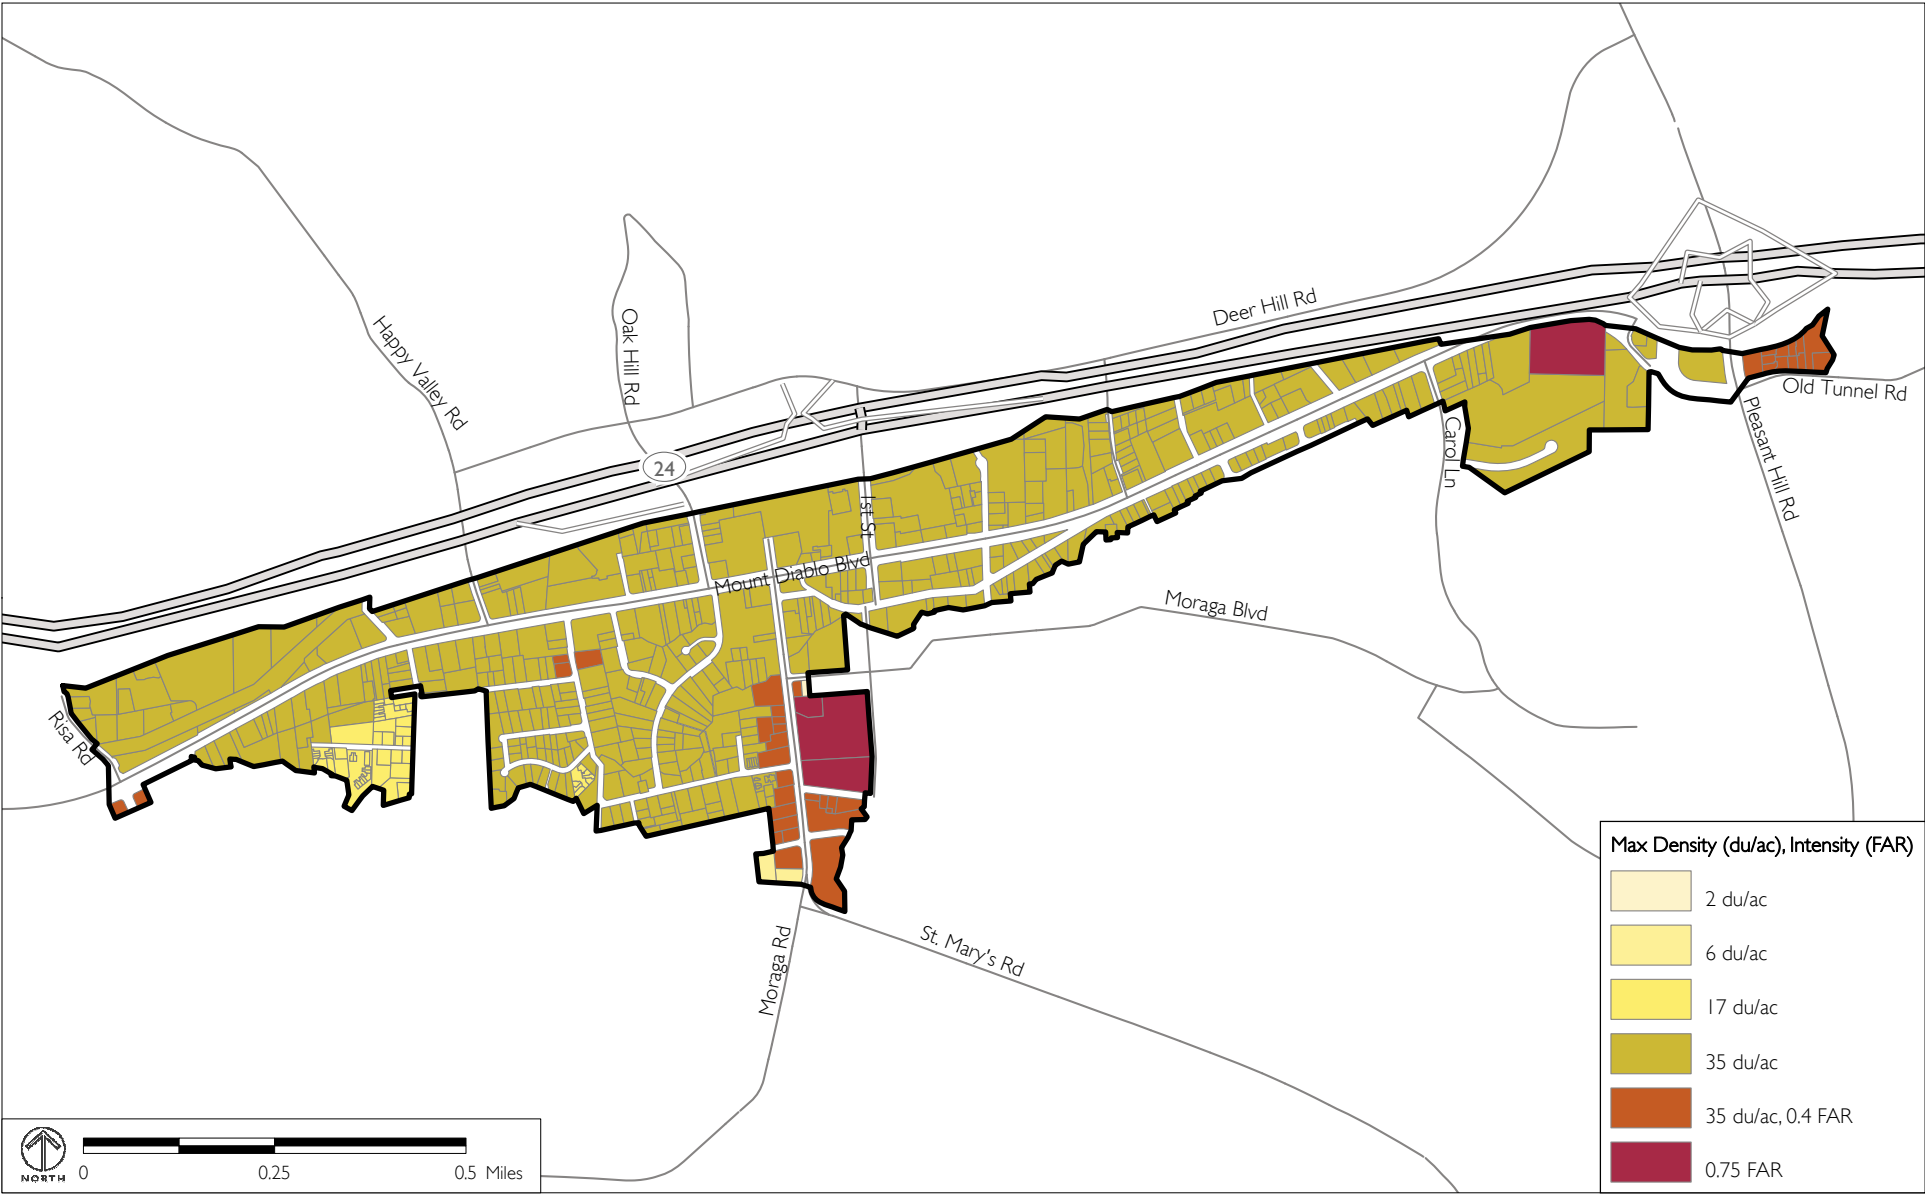 Deer Hill Rd
Happy Valley Rd
Oak Hill Rd
24
Old Tunnel Rd
Pleasant Hill Rd
Carol Ln
1st St
Mount Diablo Blvd
Moraga Blvd
Risa Rd
Moraga Rd
St. Mary's Rd
Max Density (du/ac), Intensity (FAR)
2 du/ac
6 du/ac
17 du/ac
35 du/ac
35 du/ac, 0.4 FAR
0.75 FAR
NORTH
0 0.25 0.5 Miles